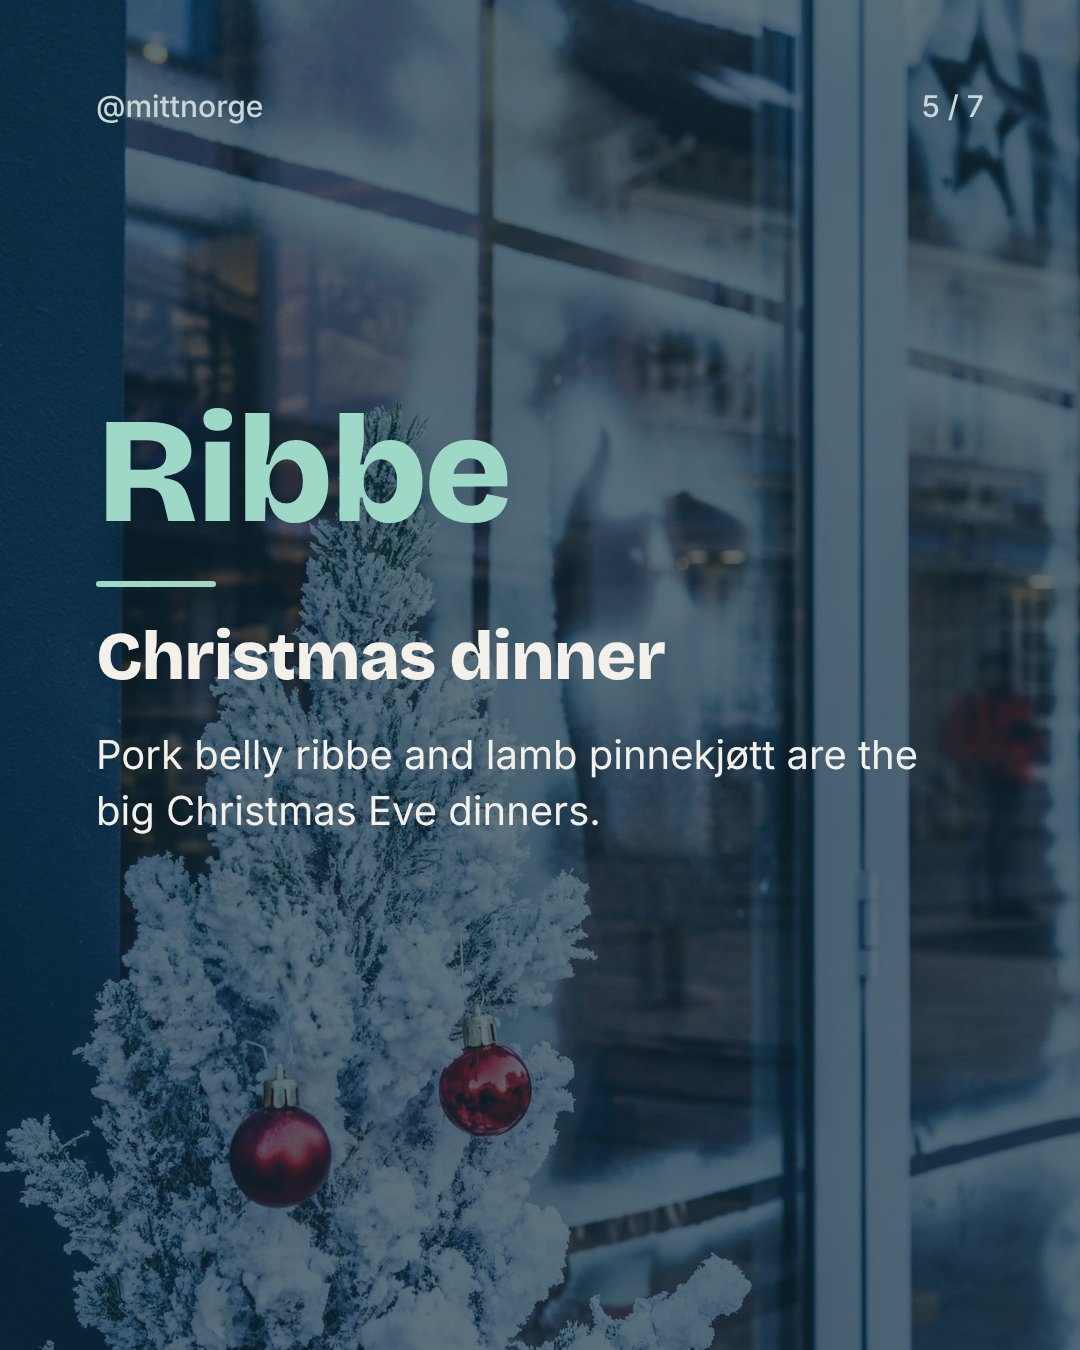 @mittnorge
5 / 7
Ribbe
Christmas dinner
Pork belly ribbe and lamb pinnekjøtt are the
big Christmas Eve dinners.